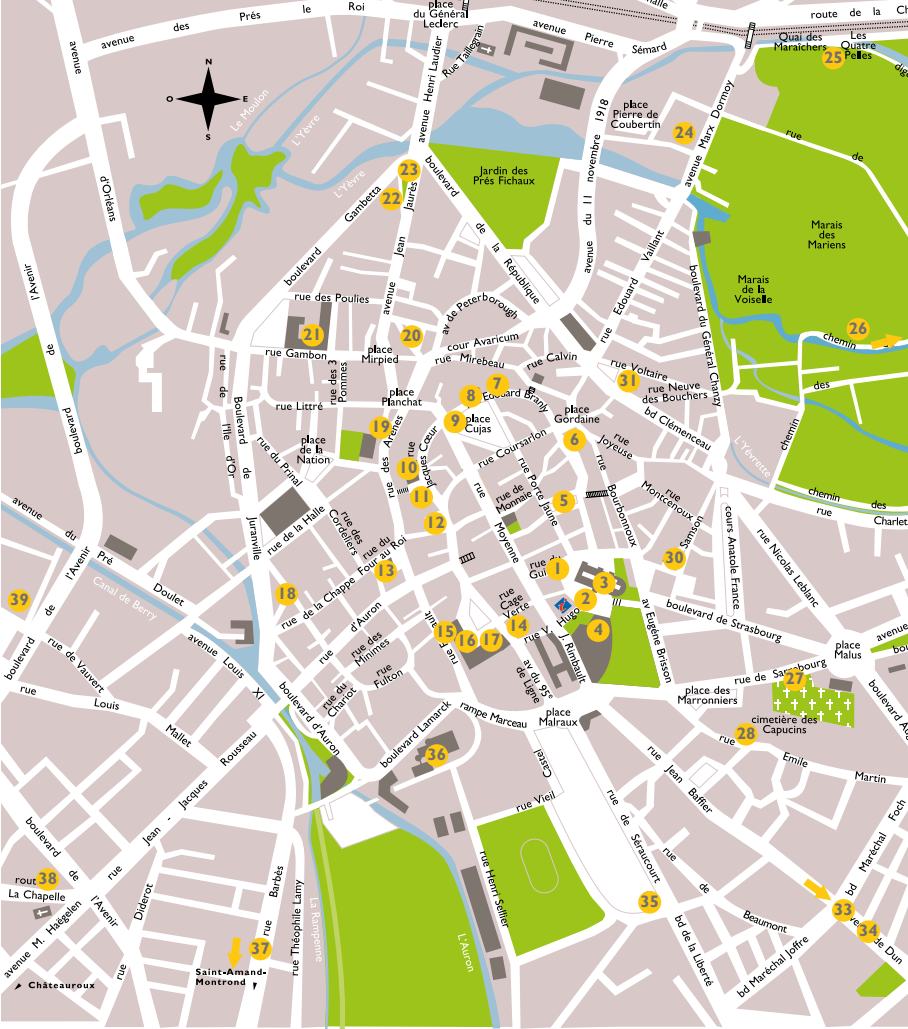 place
du Général
Leclerc
avenue des Prés le Roi
avenue Pierre Sémard
route de la Ch
Quai des
Maraîchers
Les
Quatre
Pelles
25
avenue
d'Orléans
N
O
E
S
Le Moulon
L'Yèvre
avenue Henri Laudier
Rue Taillegrain
place
Pierre de
Coubertin
24
avenue Marx Dormoy
rue de
avenue du 11 novembre 1918
Jardin des
Prés Fichaux
L'Yèvre
23
22
boulevard Gambetta
avenue Jean Jaurès
boulevard de la République
Marais
des
Mariens
Marais
de la
Voiselle
26
chemin
des
chemin
boulevard de l'Avenir
rue des Poulies
21
rue Gambon
20
place
Mirpied
av de Peterborough
cour Avaricum
rue Mirebeau
rue Calvin
rue Edouard Vaillant
boulevard du Général Chanzy
rue Voltaire
31
rue Neuve
des Bouchers
bd Clémenceau
L'Yévrette
rue des 3
Pommes
rue Littré
place
Planchat
8
7
Edouard Branly
9
place
Cujas
place
Gordaine
6
rue
Joyeuse
rue de
l'Ile
d'Or
Boulevard de
Juranville
rue du Prinal
place
de la
Nation
19
rue des Arènes
rue Jacques Cœur
10
11
12
rue Coursarlon
rue Porte Jaune
rue de
Monnaie
5
Bourbonnoux
rue
Montcenoux
rue
Samson
30
chemin des
rue Charlet
rue Moyenne
rue de la Halle
rue des
Cordeliers
rue du
Four au Roi
13
rue de la Chappe
18
avenue
du
Pré
Doulet
Canal de Berry
39
boulevard de l'Avenir
rue du
Gui
1
2
3
4
rue
Cage
Verte
14
rue V. Hugo
J. Rimbault
av Eugène Brisson
boulevard de Strasbourg
cours Anatole France
rue Nicolas Leblanc
place
Malus
avenue
rue d'Auron
rue des
Minimes
rue
Fulton
rue du
Chariot
15
16
17
av du 95e
de Ligne
place des
Marronniers
rue de Sarrebourg
27
cimetière des
Capucins
28
rue Emile Martin
rue de Vauvert
rue Louis Mallet
avenue Louis XI
boulevard d'Auron
boulevard Lamarck
rampe Marceau
place
Malraux
36
rue Vieil Castel
rue de Séraucourt
rue Jean Baffier
rue de Beaumont
bd Maréchal Foch
33
34
35
bd de la Liberté
bd Maréchal Joffre
rue Jean - Jacques Rousseau
boulevard de l'Avenir
38
La Chapelle
avenue M. Haëgelen
Châteauroux
rue Diderot
rue Barbès
37
Saint-Amand-
Montrond
rue Théophile Lamy
La Rampenne
L'Auron
rue Henri Sellier